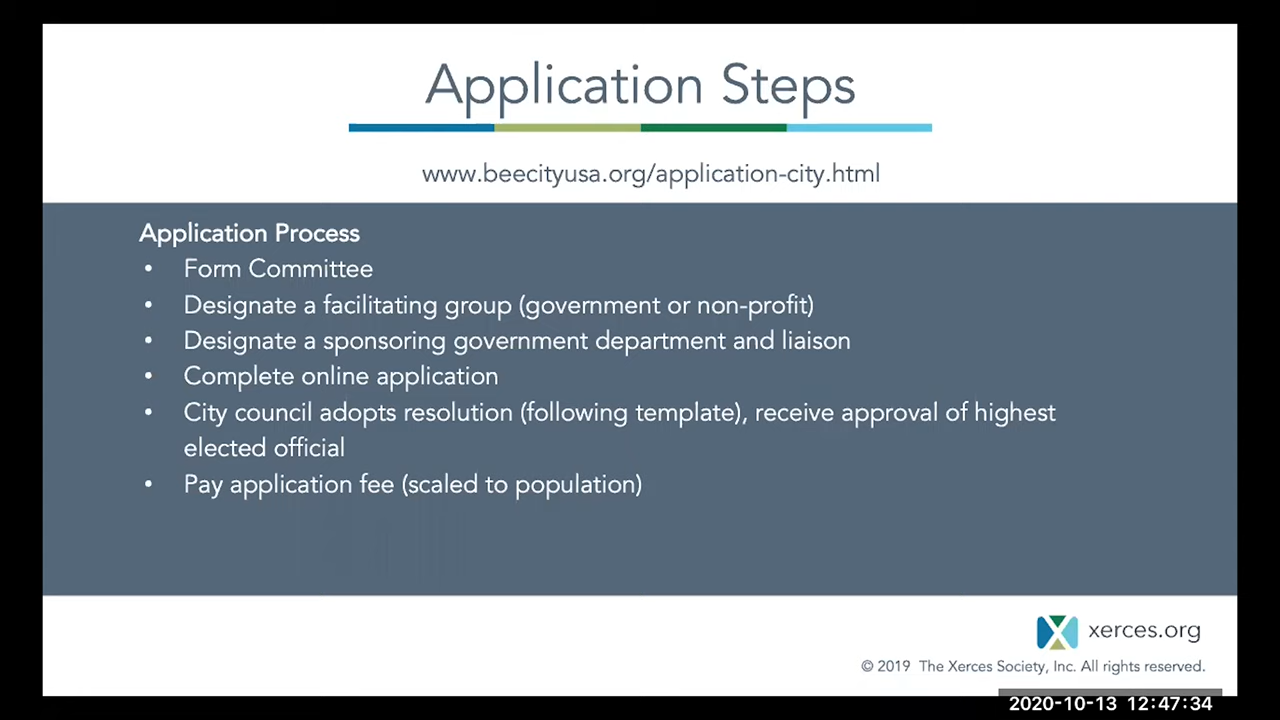 Application Steps
www.beecityusa.org/application-city.html
Application Process
• Form Committee
• Designate a facilitating group (government or non-profit)
• Designate a sponsoring government department and liaison
• Complete online application
• City council adopts resolution (following template), receive approval of highest
elected official
• Pay application fee (scaled to population)
xerces.org
© 2019 The Xerces Society, Inc. All rights reserved.
2020-10-13 12:47:34